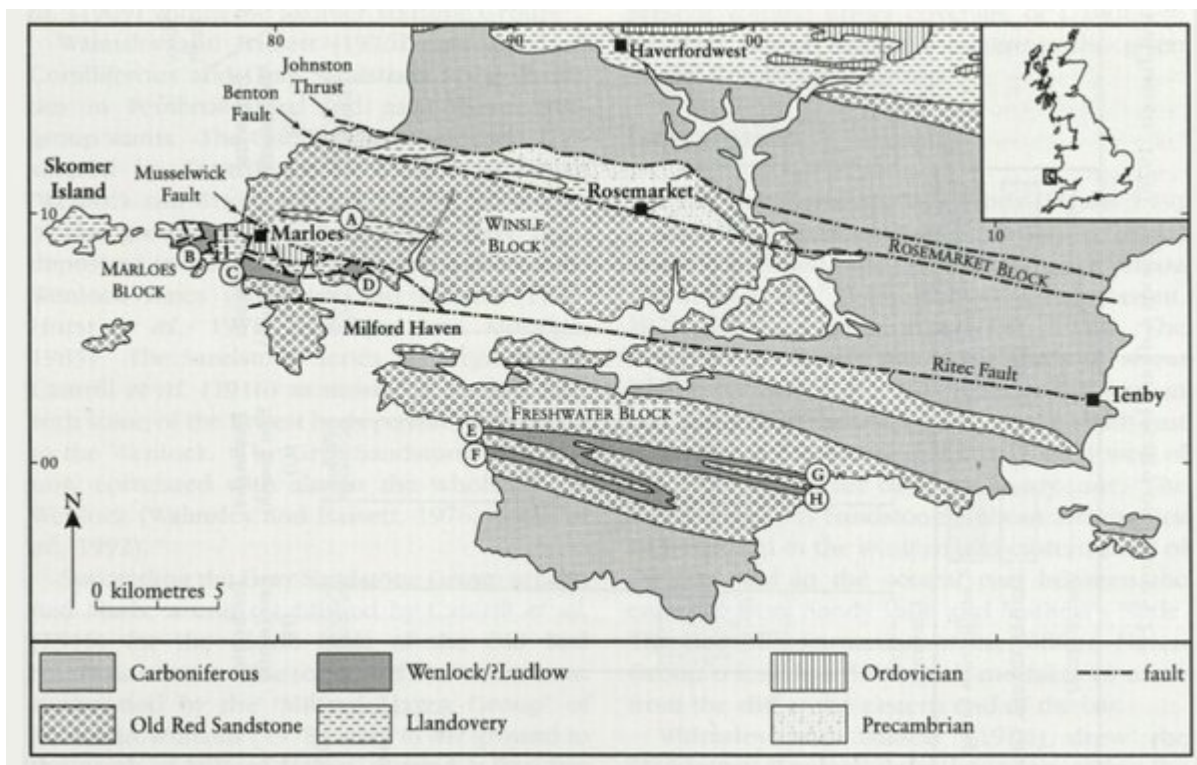 80
90
00
Haverfordwest
Johnston
Thrust
Benton
Fault
Skomer
Island
Musselwick
Fault
Rosemarket
10
A
Marloes
WINSLE
BLOCK
B
C
D
MARLOES
BLOCK
ROSEMARKET BLOCK
10
Milford Haven
Ritec Fault
Tenby
FRESHWATER BLOCK
E
F
G
H
00
N
0 kilometres 5
Carboniferous
Wenlock/?Ludlow
Ordovician
fault
Old Red Sandstone
Llandovery
Precambrian